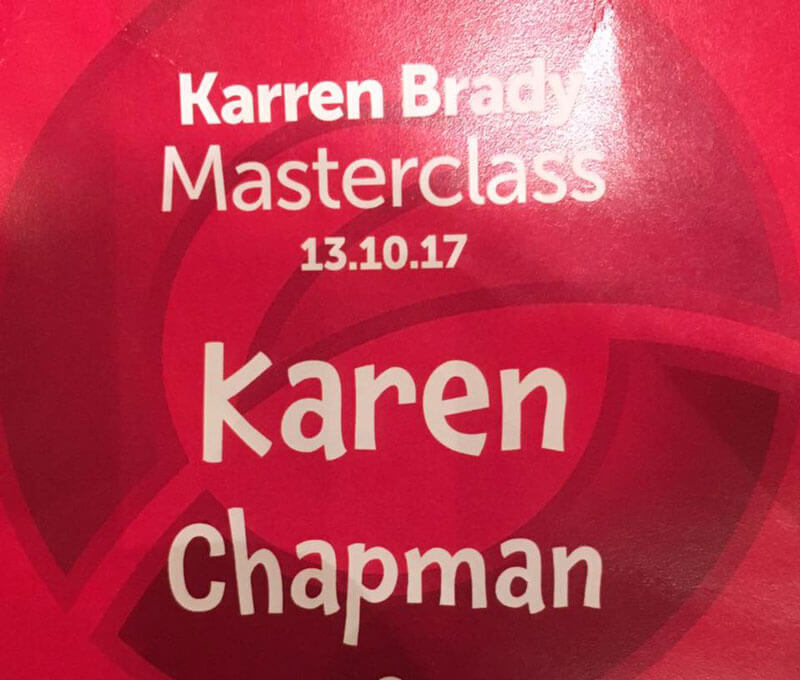 Karren Brady
Masterclass
13.10.17
Karen
Chapman